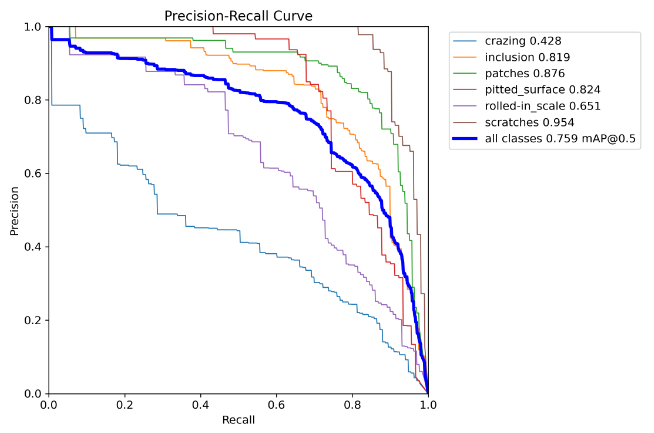 Precision-Recall Curve
1.0
0.8
0.6
0.4
0.2
0.0
Precision
0.0 0.2 0.4 0.6 0.8 1.0
Recall
crazing 0.428
inclusion 0.819
patches 0.876
pitted_surface 0.824
rolled-in_scale 0.651
scratches 0.954
all classes 0.759 mAP@0.5